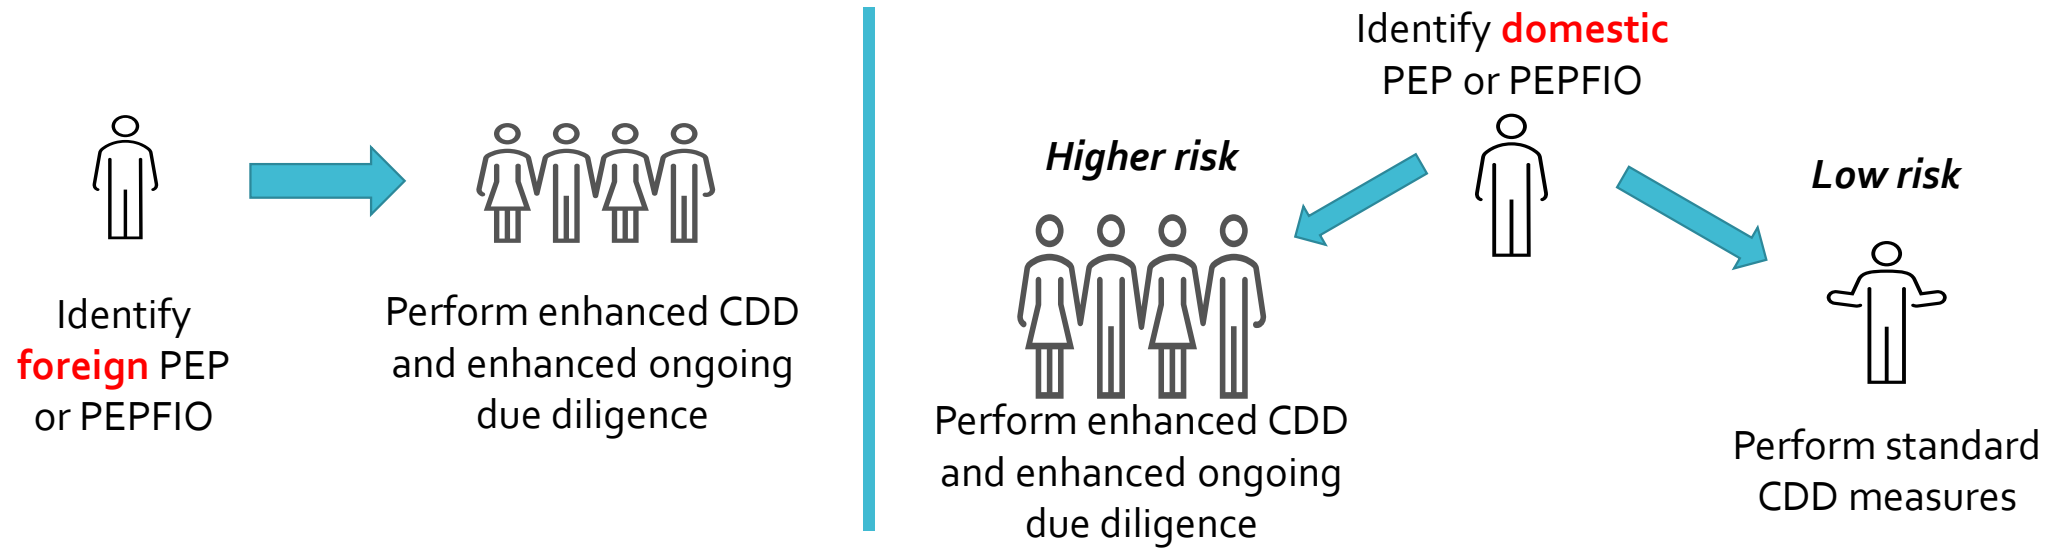 Identify
foreign PEP
or PEPFIO
Perform enhanced CDD
and enhanced ongoing
due diligence
Identify domestic
PEP or PEPFIO
Higher risk
Perform enhanced CDD
and enhanced ongoing
due diligence
Low risk
Perform standard
CDD measures